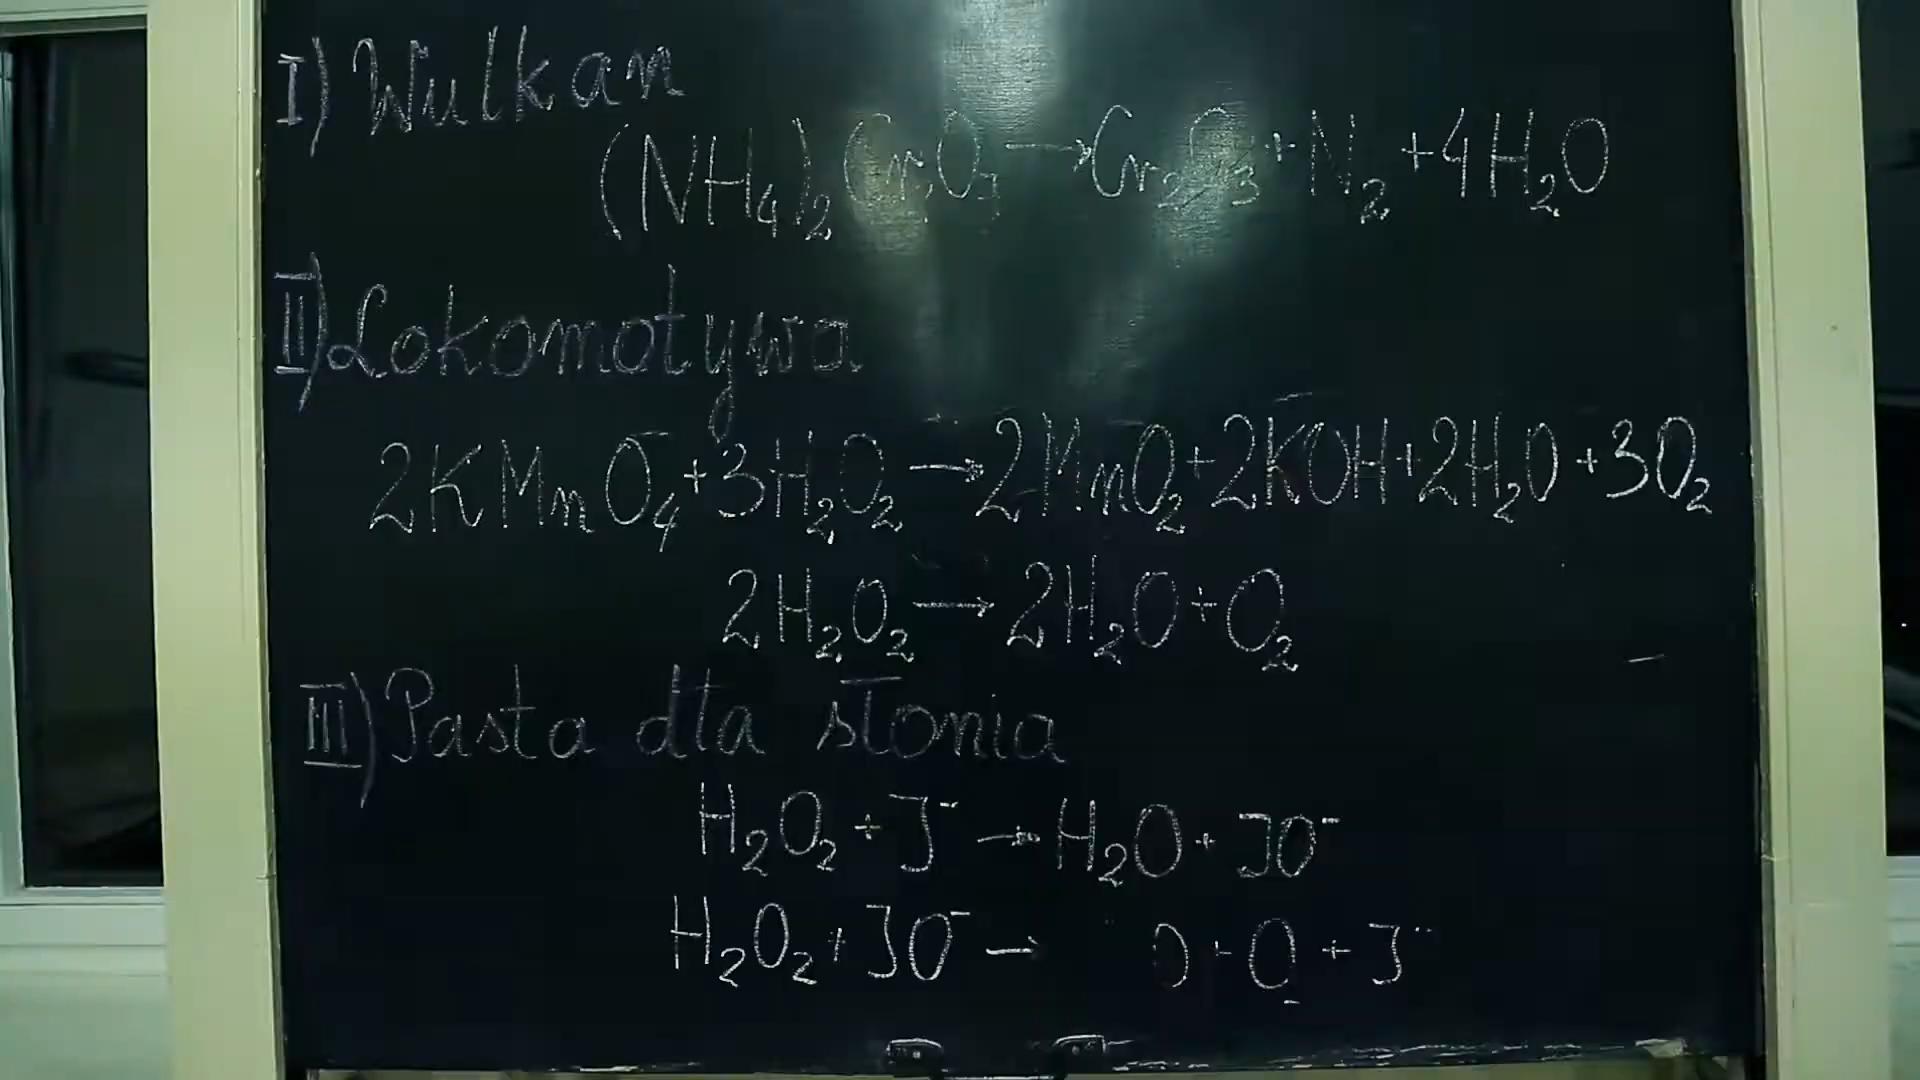 I) Wulkan
(NH₄)₂Cr₂O₇ → Cr₂O₃ + N₂ + 4H₂O
II) Lokomotywa
2KMnO₄ + 3H₂O₂ → 2MnO₂ + 2KOH + 2H₂O + 3O₂
2H₂O₂ → 2H₂O + O₂
III) Pasta dla słonia
H₂O₂ + J⁻ → H₂O + JO⁻
H₂O₂ + JO⁻ → O + O + J⁻